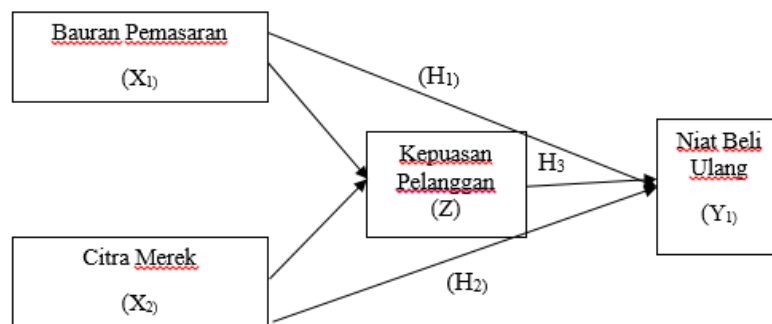 Bauran Pemasaran
(X1)
(H1)
Kepuasan
Pelanggan
(Z)
H3
Niat Beli
Ulang
(Y1)
Citra Merek
(X2)
(H2)